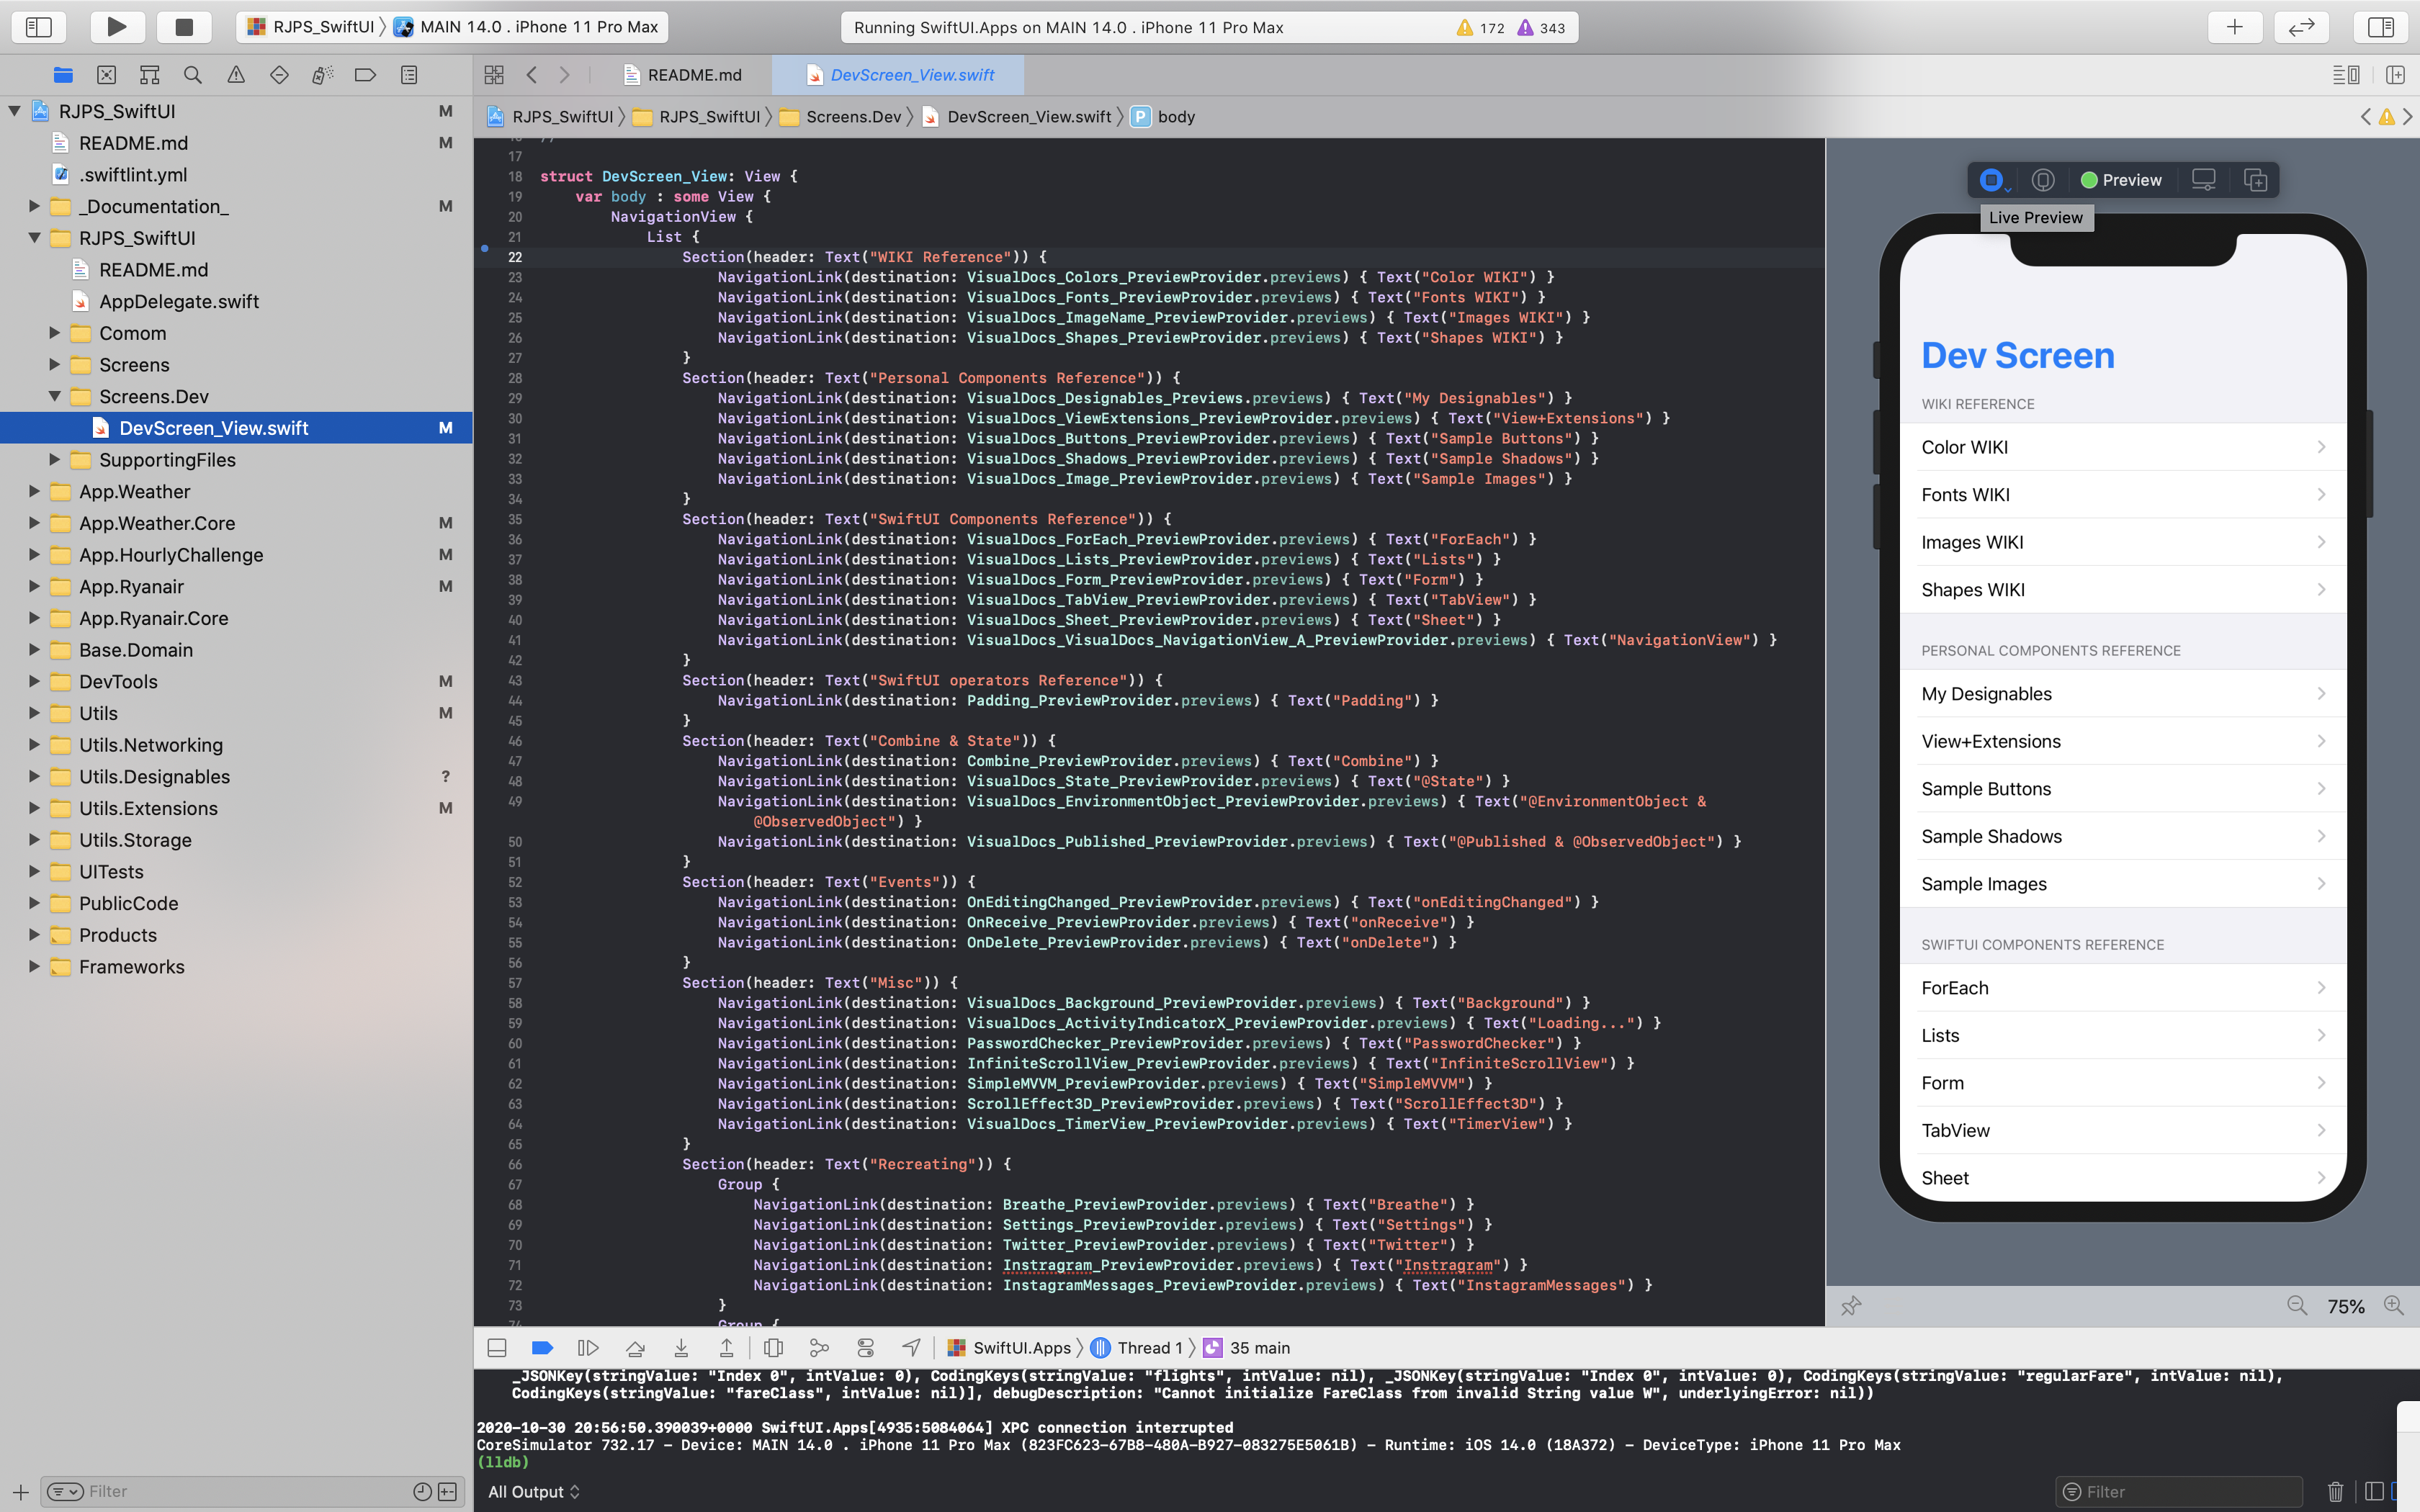 RJPS_SwiftUI 〉 MAIN 14.0 . iPhone 11 Pro Max
Running SwiftUI.Apps on MAIN 14.0 . iPhone 11 Pro Max
172 343
README.md
DevScreen_View.swift
RJPS_SwiftUI 〉 RJPS_SwiftUI 〉 Screens.Dev 〉 DevScreen_View.swift 〉 P body
RJPS_SwiftUI M
README.md M
.swiftlint.yml
_Documentation_ M
RJPS_SwiftUI
README.md
AppDelegate.swift
Comom
Screens
Screens.Dev
DevScreen_View.swift M
SupportingFiles
App.Weather
App.Weather.Core M
App.HourlyChallenge M
App.Ryanair M
App.Ryanair.Core
Base.Domain
DevTools M
Utils M
Utils.Networking
Utils.Designables ?
Utils.Extensions M
Utils.Storage
UITests
PublicCode
Products
Frameworks
Filter
17
18 struct DevScreen_View: View {
19 var body : some View {
20 NavigationView {
21 List {
22 Section(header: Text("WIKI Reference")) {
23 NavigationLink(destination: VisualDocs_Colors_PreviewProvider.previews) { Text("Color WIKI") }
24 NavigationLink(destination: VisualDocs_Fonts_PreviewProvider.previews) { Text("Fonts WIKI") }
25 NavigationLink(destination: VisualDocs_ImageName_PreviewProvider.previews) { Text("Images WIKI") }
26 NavigationLink(destination: VisualDocs_Shapes_PreviewProvider.previews) { Text("Shapes WIKI") }
27 }
28 Section(header: Text("Personal Components Reference")) {
29 NavigationLink(destination: VisualDocs_Designables_Previews.previews) { Text("My Designables") }
30 NavigationLink(destination: VisualDocs_ViewExtensions_PreviewProvider.previews) { Text("View+Extensions") }
31 NavigationLink(destination: VisualDocs_Buttons_PreviewProvider.previews) { Text("Sample Buttons") }
32 NavigationLink(destination: VisualDocs_Shadows_PreviewProvider.previews) { Text("Sample Shadows") }
33 NavigationLink(destination: VisualDocs_Image_PreviewProvider.previews) { Text("Sample Images") }
34 }
35 Section(header: Text("SwiftUI Components Reference")) {
36 NavigationLink(destination: VisualDocs_ForEach_PreviewProvider.previews) { Text("ForEach") }
37 NavigationLink(destination: VisualDocs_Lists_PreviewProvider.previews) { Text("Lists") }
38 NavigationLink(destination: VisualDocs_Form_PreviewProvider.previews) { Text("Form") }
39 NavigationLink(destination: VisualDocs_TabView_PreviewProvider.previews) { Text("TabView") }
40 NavigationLink(destination: VisualDocs_Sheet_PreviewProvider.previews) { Text("Sheet") }
41 NavigationLink(destination: VisualDocs_VisualDocs_NavigationView_A_PreviewProvider.previews) { Text("NavigationView") }
42 }
43 Section(header: Text("SwiftUI operators Reference")) {
44 NavigationLink(destination: Padding_PreviewProvider.previews) { Text("Padding") }
45 }
46 Section(header: Text("Combine & State")) {
47 NavigationLink(destination: Combine_PreviewProvider.previews) { Text("Combine") }
48 NavigationLink(destination: VisualDocs_State_PreviewProvider.previews) { Text("@State") }
49 NavigationLink(destination: VisualDocs_EnvironmentObject_PreviewProvider.previews) { Text("@EnvironmentObject &
@ObservedObject") }
50 NavigationLink(destination: VisualDocs_Published_PreviewProvider.previews) { Text("@Published & @ObservedObject") }
51 }
52 Section(header: Text("Events")) {
53 NavigationLink(destination: OnEditingChanged_PreviewProvider.previews) { Text("onEditingChanged") }
54 NavigationLink(destination: OnReceive_PreviewProvider.previews) { Text("onReceive") }
55 NavigationLink(destination: OnDelete_PreviewProvider.previews) { Text("onDelete") }
56 }
57 Section(header: Text("Misc")) {
58 NavigationLink(destination: VisualDocs_Background_PreviewProvider.previews) { Text("Background") }
59 NavigationLink(destination: VisualDocs_ActivityIndicatorX_PreviewProvider.previews) { Text("Loading...") }
60 NavigationLink(destination: PasswordChecker_PreviewProvider.previews) { Text("PasswordChecker") }
61 NavigationLink(destination: InfiniteScrollView_PreviewProvider.previews) { Text("InfiniteScrollView") }
62 NavigationLink(destination: SimpleMVVM_PreviewProvider.previews) { Text("SimpleMVVM") }
63 NavigationLink(destination: ScrollEffect3D_PreviewProvider.previews) { Text("ScrollEffect3D") }
64 NavigationLink(destination: VisualDocs_TimerView_PreviewProvider.previews) { Text("TimerView") }
65 }
66 Section(header: Text("Recreating")) {
67 Group {
68 NavigationLink(destination: Breathe_PreviewProvider.previews) { Text("Breathe") }
69 NavigationLink(destination: Settings_PreviewProvider.previews) { Text("Settings") }
70 NavigationLink(destination: Twitter_PreviewProvider.previews) { Text("Twitter") }
71 NavigationLink(destination: Instragram_PreviewProvider.previews) { Text("Instragram") }
72 NavigationLink(destination: InstagramMessages_PreviewProvider.previews) { Text("InstagramMessages") }
73 }
74 Group {
Preview
Live Preview
Dev Screen
WIKI REFERENCE
Color WIKI
Fonts WIKI
Images WIKI
Shapes WIKI
PERSONAL COMPONENTS REFERENCE
My Designables
View+Extensions
Sample Buttons
Sample Shadows
Sample Images
SWIFTUI COMPONENTS REFERENCE
ForEach
Lists
Form
TabView
Sheet
75%
SwiftUI.Apps 〉 Thread 1 〉 35 main
_JSONKey(stringValue: "Index 0", intValue: 0), CodingKeys(stringValue: "flights", intValue: nil), _JSONKey(stringValue: "Index 0", intValue: 0), CodingKeys(stringValue: "regularFare", intValue: nil),
CodingKeys(stringValue: "fareClass", intValue: nil)], debugDescription: "Cannot initialize FareClass from invalid String value W", underlyingError: nil))
2020-10-30 20:56:50.390039+0000 SwiftUI.Apps[4935:5084064] XPC connection interrupted
CoreSimulator 732.17 - Device: MAIN 14.0 . iPhone 11 Pro Max (823FC623-67B8-480A-B927-083275E5061B) - Runtime: iOS 14.0 (18A372) - DeviceType: iPhone 11 Pro Max
(lldb)
All Output
Filter